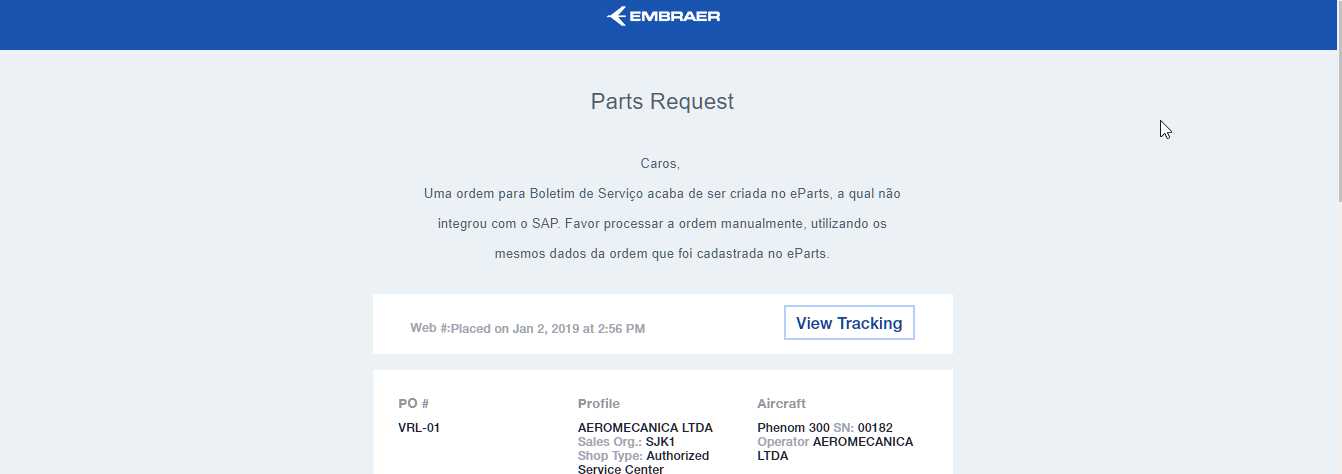 EMBRAER
Parts Request
Caros,
Uma ordem para Boletim de Serviço acaba de ser criada no eParts, a qual não
integrou com o SAP. Favor processar a ordem manualmente, utilizando os
mesmos dados da ordem que foi cadastrada no eParts.
Web #:Placed on Jan 2, 2019 at 2:56 PM
View Tracking
PO #
VRL-01
Profile
AEROMECANICA LTDA
Sales Org.: SJK1
Shop Type: Authorized
Service Center
Aircraft
Phenom 300 SN: 00182
Operator AEROMECANICA
LTDA